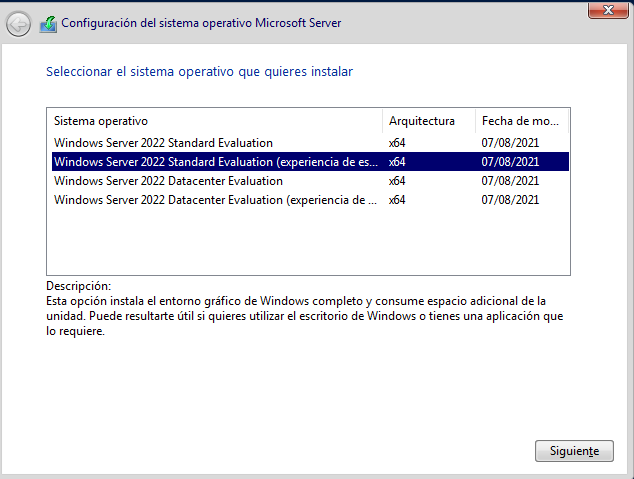 Configuración del sistema operativo Microsoft Server
Seleccionar el sistema operativo que quieres instalar
Sistema operativo Arquitectura Fecha de mo...
Windows Server 2022 Standard Evaluation x64 07/08/2021
Windows Server 2022 Standard Evaluation (experiencia de es... x64 07/08/2021
Windows Server 2022 Datacenter Evaluation x64 07/08/2021
Windows Server 2022 Datacenter Evaluation (experiencia de ... x64 07/08/2021
Descripción:
Esta opción instala el entorno gráfico de Windows completo y consume espacio adicional de la
unidad. Puede resultarte útil si quieres utilizar el escritorio de Windows o tienes una aplicación que
lo requiere.
Siguiente